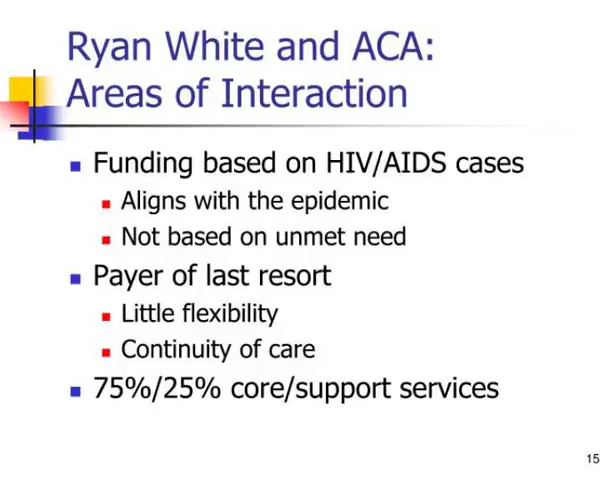 Ryan White and ACA:
Areas of Interaction
Funding based on HIV/AIDS cases
Aligns with the epidemic
Not based on unmet need
Payer of last resort
Little flexibility
Continuity of care
75%/25% core/support services
15